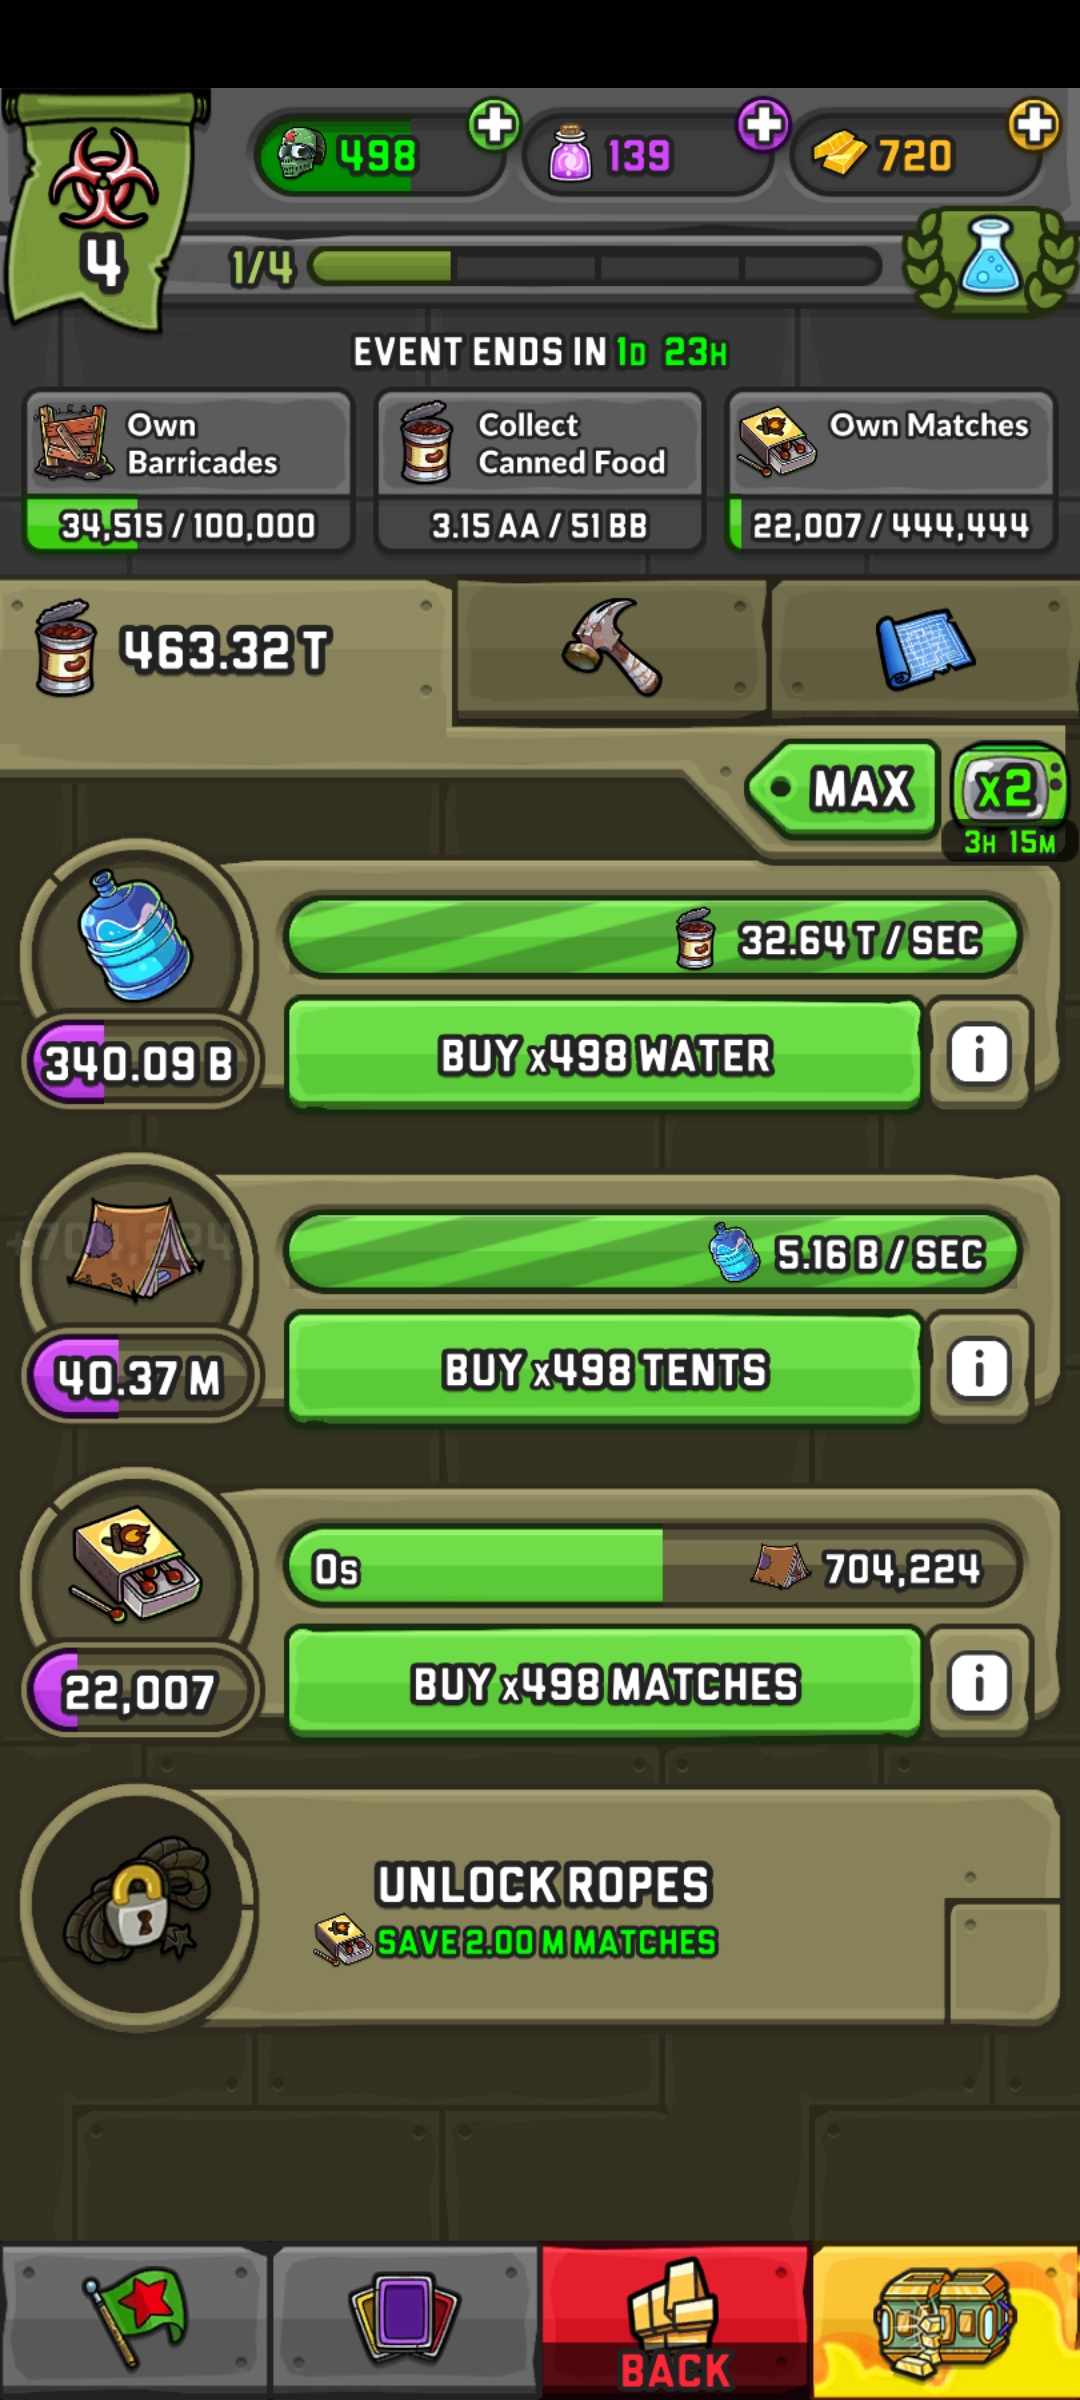 498
139
720
4
1/4
EVENT ENDS IN 1D 23H
Own
Barricades
34,515 / 100,000
Collect
Canned Food
3.15 AA / 51 BB
Own Matches
22,007 / 444,444
463.32 T
MAX
x2
3H 15M
32.64 T / SEC
340.09 B
BUY x498 WATER
i
+704,224
5.16 B / SEC
40.37 M
BUY x498 TENTS
i
0s
704,224
22,007
BUY x498 MATCHES
i
UNLOCK ROPES
SAVE 2.00 M MATCHES
BACK